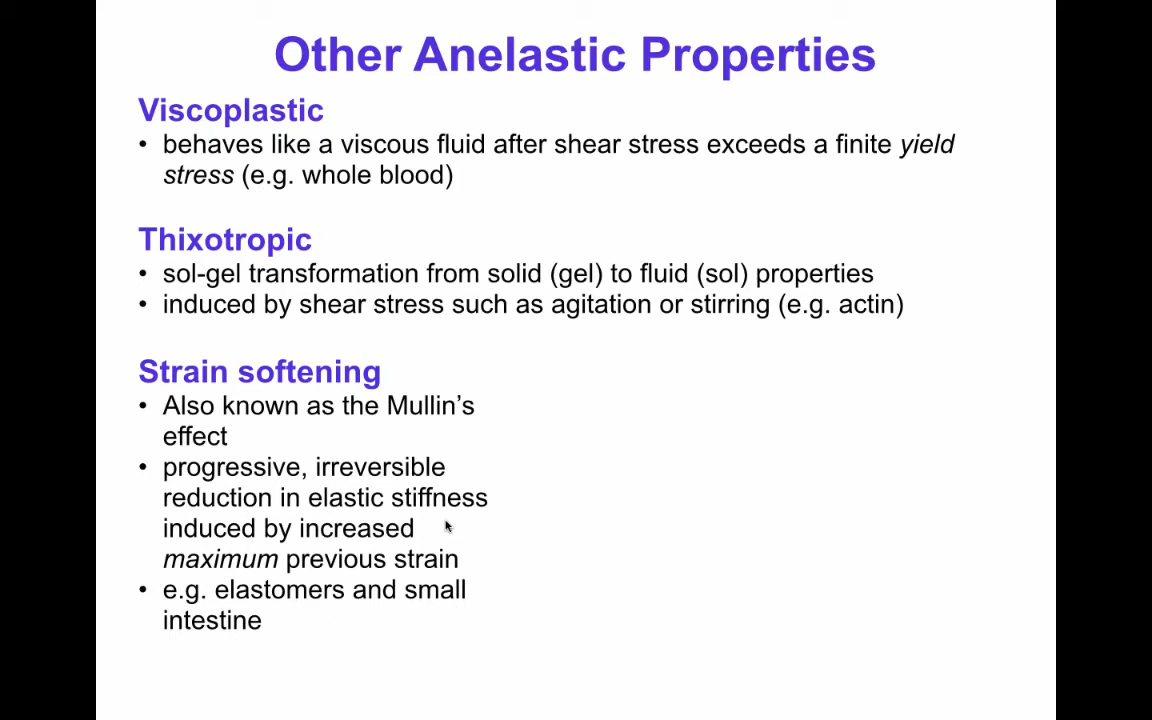 Other Anelastic Properties
Viscoplastic
• behaves like a viscous fluid after shear stress exceeds a finite yield
stress (e.g. whole blood)
Thixotropic
• sol-gel transformation from solid (gel) to fluid (sol) properties
• induced by shear stress such as agitation or stirring (e.g. actin)
Strain softening
• Also known as the Mullin’s
effect
• progressive, irreversible
reduction in elastic stiffness
induced by increased
maximum previous strain
• e.g. elastomers and small
intestine